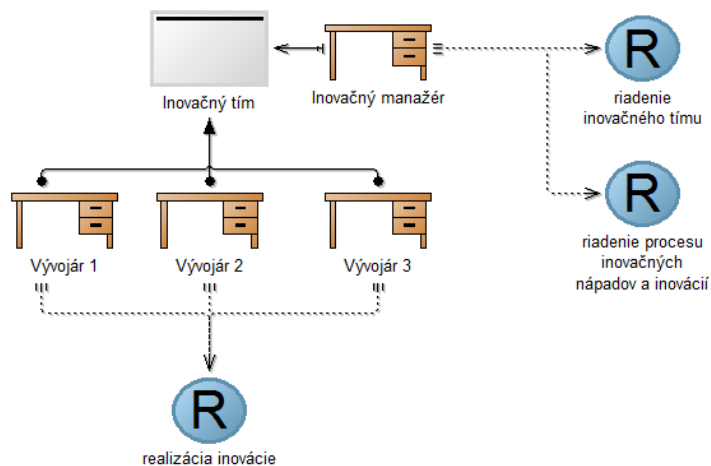 R
Inovačný tím
Inovačný manažér
riadenie
inovačného tímu
R
riadenie procesu
inovačných
nápadov a inovácií
Vývojár 1
Vývojár 2
Vývojár 3
R
realizácia inovácie